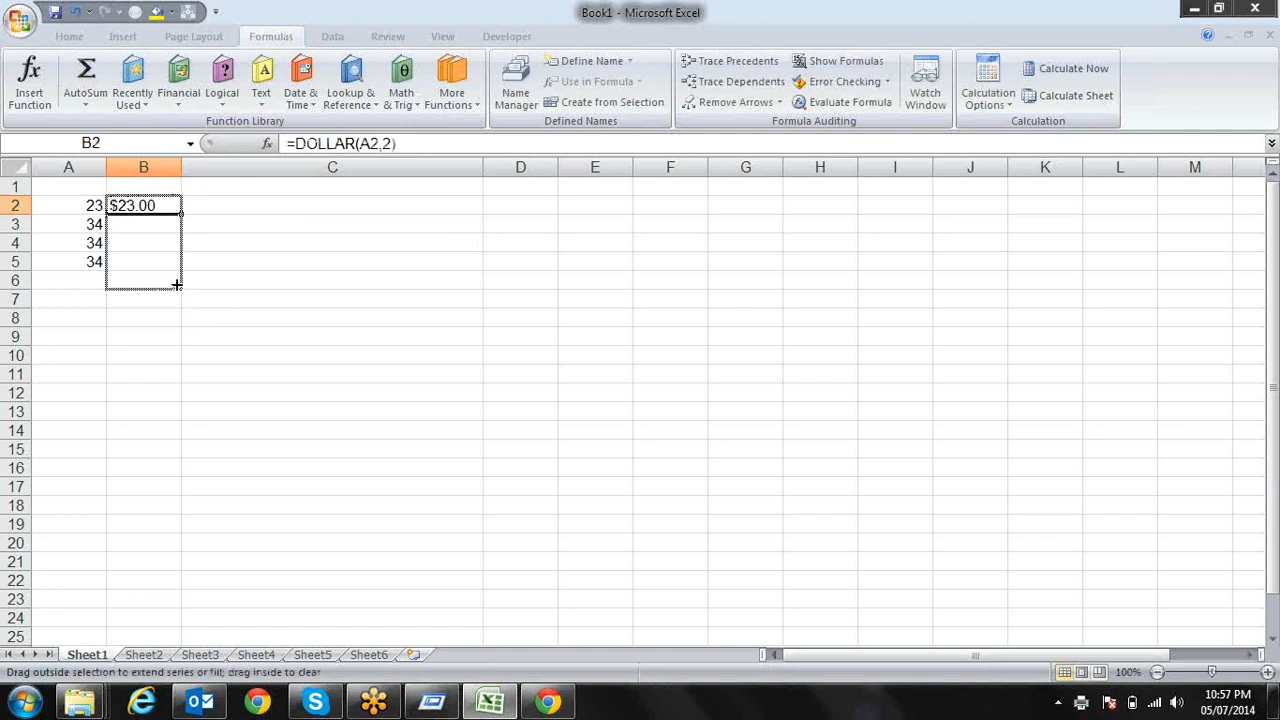 Book1 - Microsoft Excel
Home Insert Page Layout Formulas Data Review View Developer
fx Insert Function
Σ AutoSum
Recently Used
Financial
Logical
A Text
Date & Time
Lookup & Reference
θ Math & Trig
More Functions
Function Library
Name Manager
Define Name
Use in Formula
Create from Selection
Defined Names
Trace Precedents
Trace Dependents
Remove Arrows
Show Formulas
Error Checking
Evaluate Formula
Formula Auditing
Watch Window
Calculation Options
Calculate Now
Calculate Sheet
Calculation
B2 fx =DOLLAR(A2,2)
A B C D E F G H I J K L M
1
2 23 $23.00
3 34
4 34
5 34
6
7
8
9
10
11
12
13
14
15
16
17
18
19
20
21
22
23
24
25
Sheet1 Sheet2 Sheet3 Sheet4 Sheet5 Sheet6
Drag outside selection to extend series or fill; drag inside to clear
100%
10:57 PM
05/07/2014